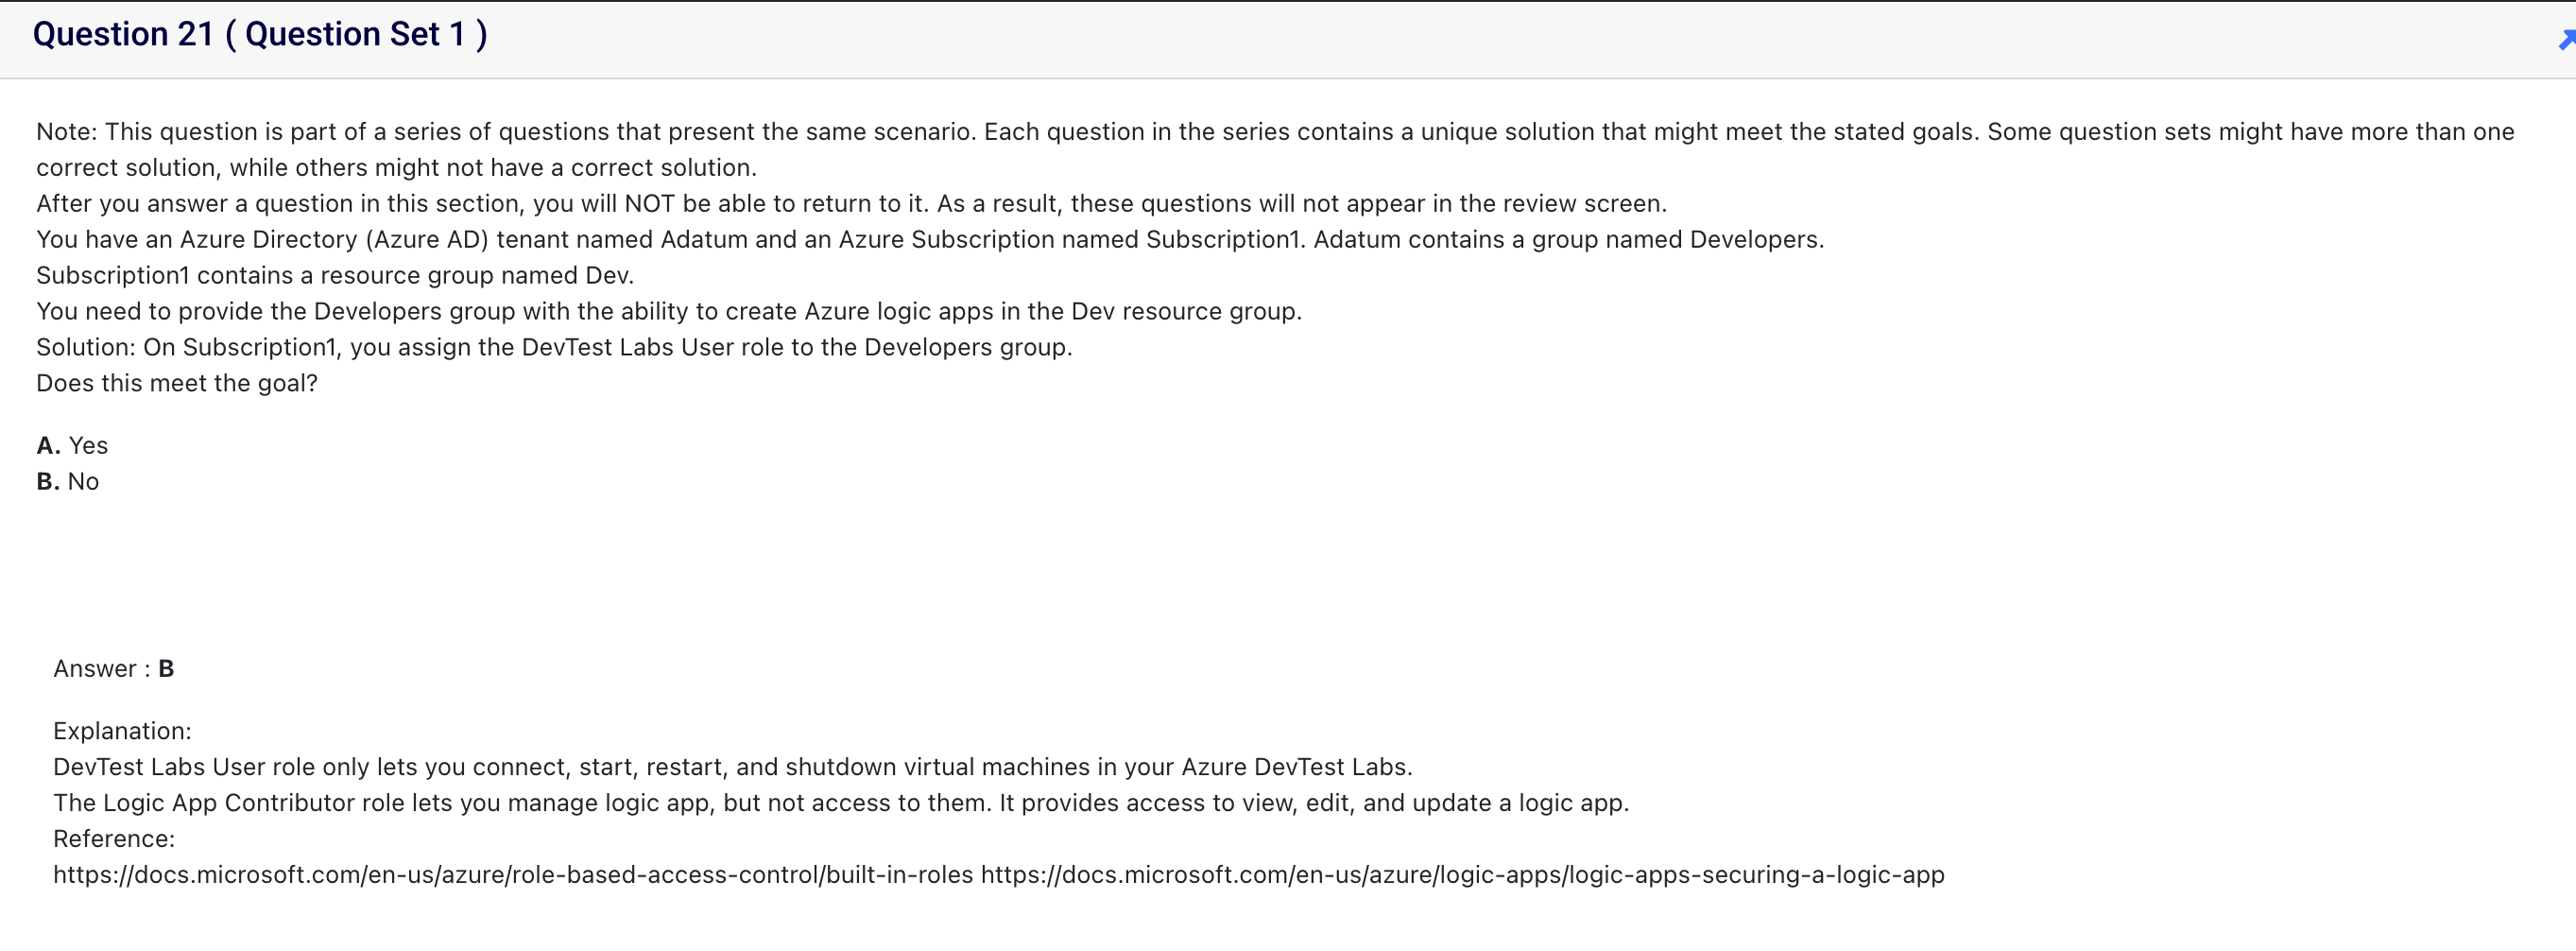 Question 21 ( Question Set 1 )
Note: This question is part of a series of questions that present the same scenario. Each question in the series contains a unique solution that might meet the stated goals. Some question sets might have more than one
correct solution, while others might not have a correct solution.
After you answer a question in this section, you will NOT be able to return to it. As a result, these questions will not appear in the review screen.
You have an Azure Directory (Azure AD) tenant named Adatum and an Azure Subscription named Subscription1. Adatum contains a group named Developers.
Subscription1 contains a resource group named Dev.
You need to provide the Developers group with the ability to create Azure logic apps in the Dev resource group.
Solution: On Subscription1, you assign the DevTest Labs User role to the Developers group.
Does this meet the goal?
A. Yes
B. No
Answer : B
Explanation:
DevTest Labs User role only lets you connect, start, restart, and shutdown virtual machines in your Azure DevTest Labs.
The Logic App Contributor role lets you manage logic app, but not access to them. It provides access to view, edit, and update a logic app.
Reference:
https://docs.microsoft.com/en-us/azure/role-based-access-control/built-in-roles https://docs.microsoft.com/en-us/azure/logic-apps/logic-apps-securing-a-logic-app